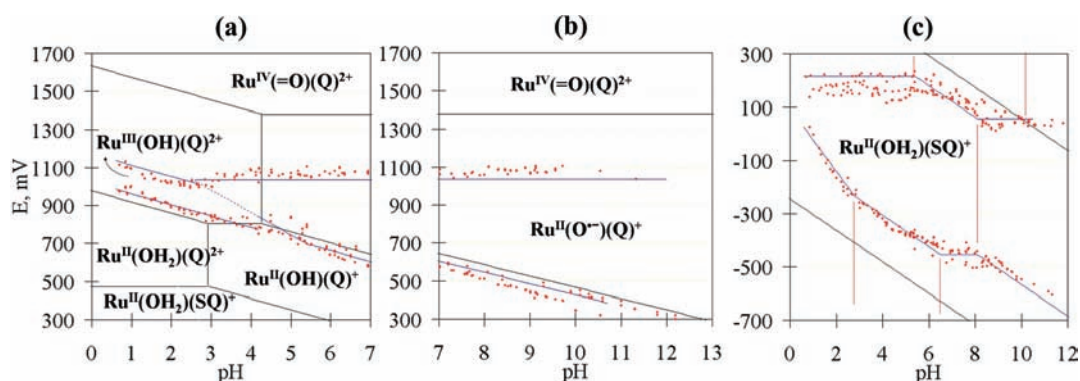 (a) (b) (c)
E, mV
1700
1500
1300
1100
900
700
500
300
Ruᴵⱽ(=O)(Q)²⁺
Ruᴵᴵᴵ(OH)(Q)²⁺
Ruᴵᴵ(OH₂)(Q)²⁺
Ruᴵᴵ(OH)(Q)⁺
Ruᴵᴵ(OH₂)(SQ)⁺
0 1 2 3 4 5 6 7
pH
1700
1500
1300
1100
900
700
500
300
Ruᴵⱽ(=O)(Q)²⁺
Ruᴵᴵ(O•⁻)(Q)⁺
7 8 9 10 11 12 13
pH
300
100
-100
-300
-500
-700
Ruᴵᴵ(OH₂)(SQ)⁺
0 2 4 6 8 10 12
pH